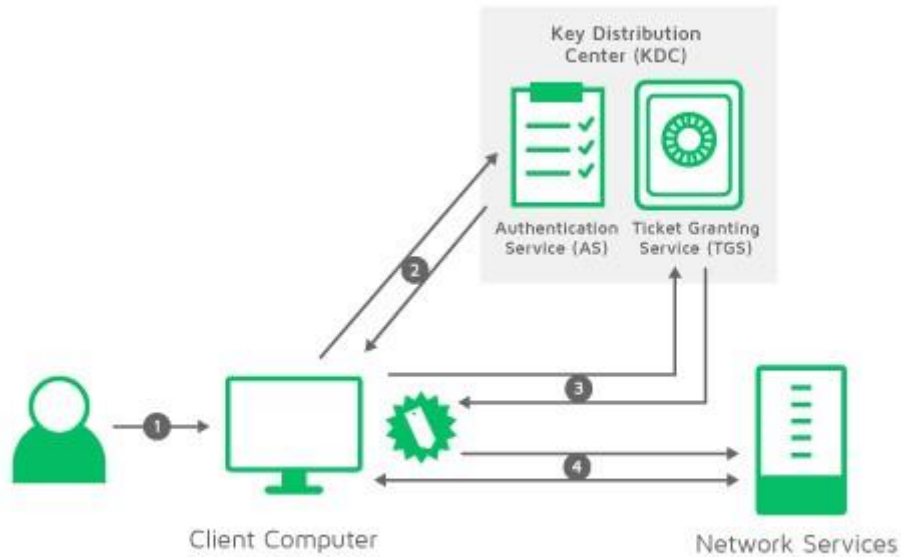 Key Distribution
Center (KDC)
Authentication
Service (AS)
Ticket Granting
Service (TGS)
2
1
3
4
Client Computer
Network Services